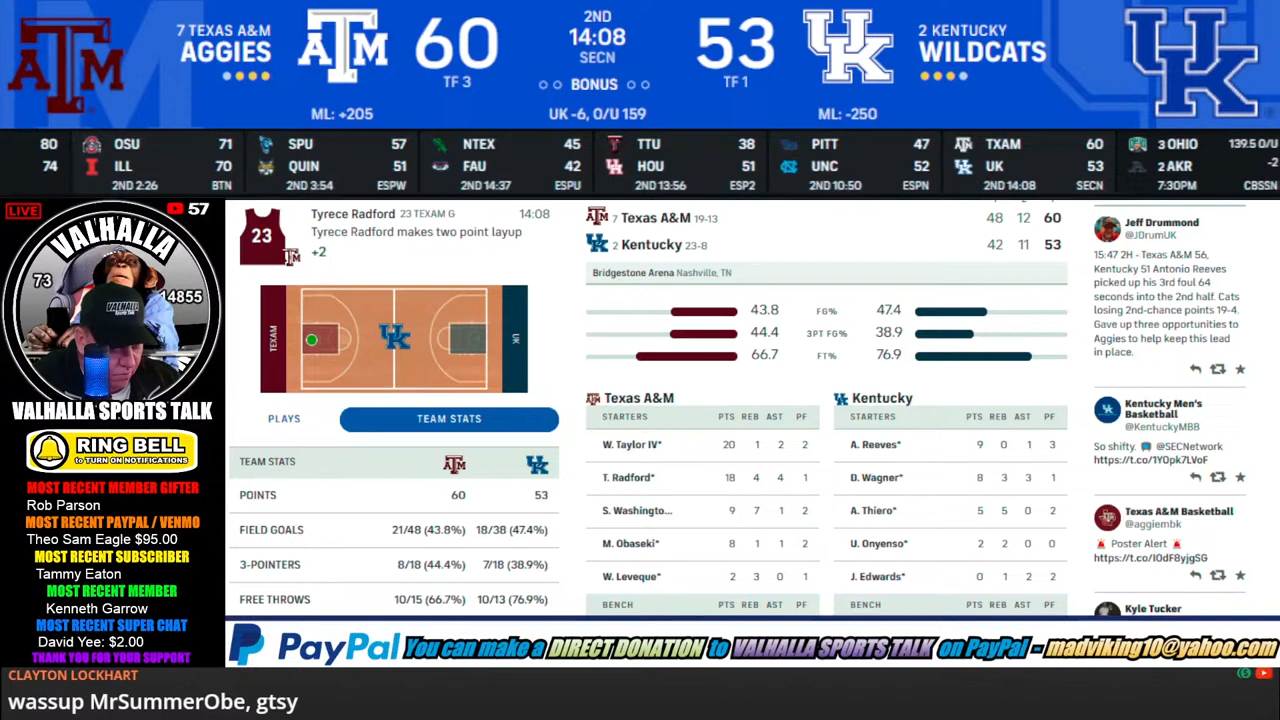 7 TEXAS A&M
AGGIES
60
TF 3
ML: +205
2ND
14:08
SECN
BONUS
UK -6, O/U 159
53
TF 1
ML: -250
2 KENTUCKY
WILDCATS
80
74
OSU 71
ILL 70
2ND 2:26 BTN
SPU 57
QUIN 51
2ND 3:54 ESPW
NTEX 45
FAU 42
2ND 14:37 ESPU
TTU 38
HOU 51
2ND 13:56 ESP2
PITT 47
UNC 52
2ND 10:50 ESPN
TXAM 60
UK 53
2ND 14:08 SECN
3 OHIO 139.5 O/U
2 AKR -2
7:30PM CBSSN
LIVE
57
VALHALLA
73
14855
VALHALLA SPORTS TALK
RING BELL
to TURN ON NOTIFICATIONS
MOST RECENT MEMBER GIFTER
Rob Parson
MOST RECENT PAYPAL / VENMO
Theo Sam Eagle $95.00
MOST RECENT SUBSCRIBER
Tammy Eaton
MOST RECENT MEMBER
Kenneth Garrow
MOST RECENT SUPER CHAT
David Yee: $2.00
THANK YOU FOR YOUR SUPPORT
23
Tyrece Radford 23 TEXAM G 14:08
Tyrece Radford makes two point layup
+2
TEXAM
UK
PLAYS TEAM STATS
TEAM STATS
POINTS 60 53
FIELD GOALS 21/48 (43.8%) 18/38 (47.4%)
3-POINTERS 8/18 (44.4%) 7/18 (38.9%)
FREE THROWS 10/15 (66.7%) 10/13 (76.9%)
7 Texas A&M 19-13 48 12 60
2 Kentucky 23-8 42 11 53
Bridgestone Arena Nashville, TN
43.8 FG% 47.4
44.4 3PT FG% 38.9
66.7 FT% 76.9
Texas A&M
STARTERS PTS REB AST PF
W. Taylor IV* 20 1 2 2
T. Radford* 18 4 4 1
S. Washingto... 9 7 1 2
M. Obaseki* 8 1 1 2
W. Leveque* 2 3 0 1
BENCH PTS REB AST PF
Kentucky
STARTERS PTS REB AST PF
A. Reeves* 9 0 1 3
D. Wagner* 8 3 3 1
A. Thiero* 5 5 0 2
U. Onyenso* 2 2 0 0
J. Edwards* 0 1 2 2
BENCH PTS REB AST PF
Jeff Drummond
@JDrumUK
15:47 2H - Texas A&M 56,
Kentucky 51 Antonio Reeves
picked up his 3rd foul 64
seconds into the 2nd half. Cats
losing 2nd-chance points 19-4.
Gave up three opportunities to
Aggies to help keep this lead
in place.
Kentucky Men's
Basketball
@KentuckyMBB
So shifty. @SECNetwork
https://t.co/1YOpk7LVoF
Texas A&M Basketball
@aggiembk
Poster Alert
https://t.co/I0dF8yjgSG
Kyle Tucker
PayPal You can make a DIRECT DONATION to VALHALLA SPORTS TALK on PayPal - madviking10@yahoo.com
CLAYTON LOCKHART
wassup MrSummerObe, gtsy